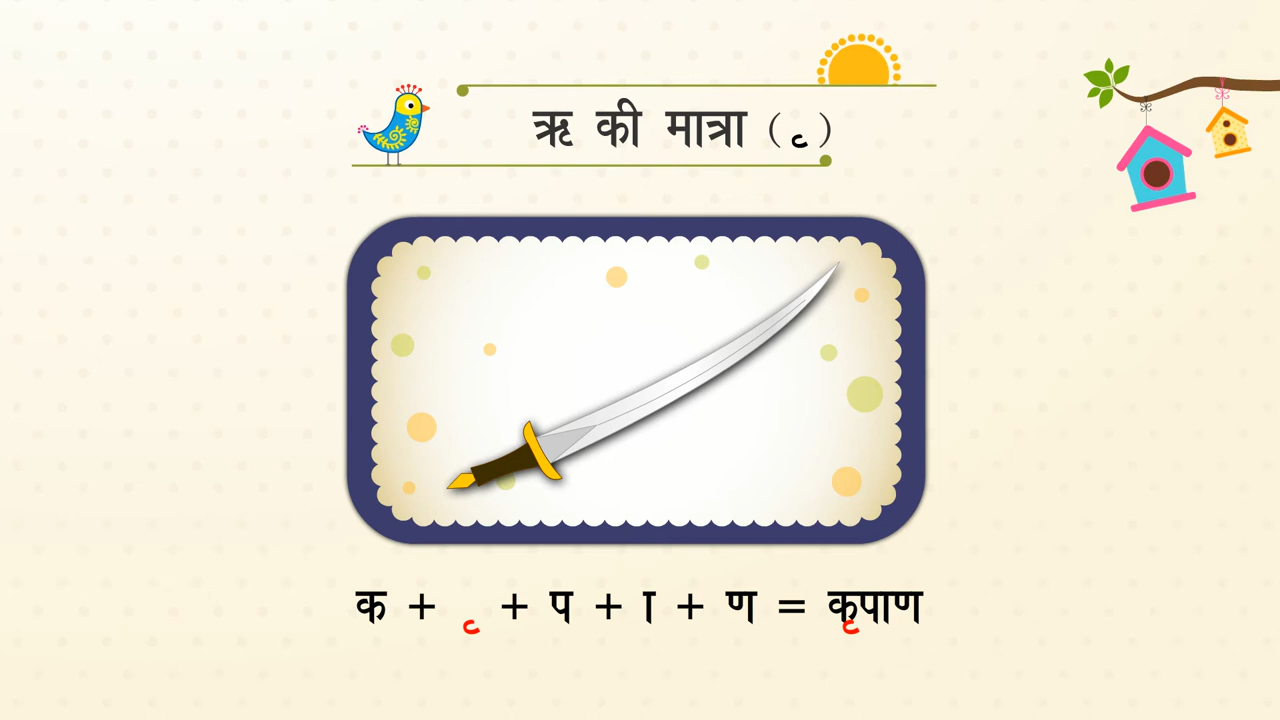 ऋ की मात्रा ( ृ )
क + ृ + प + ा + ण = कृपाण